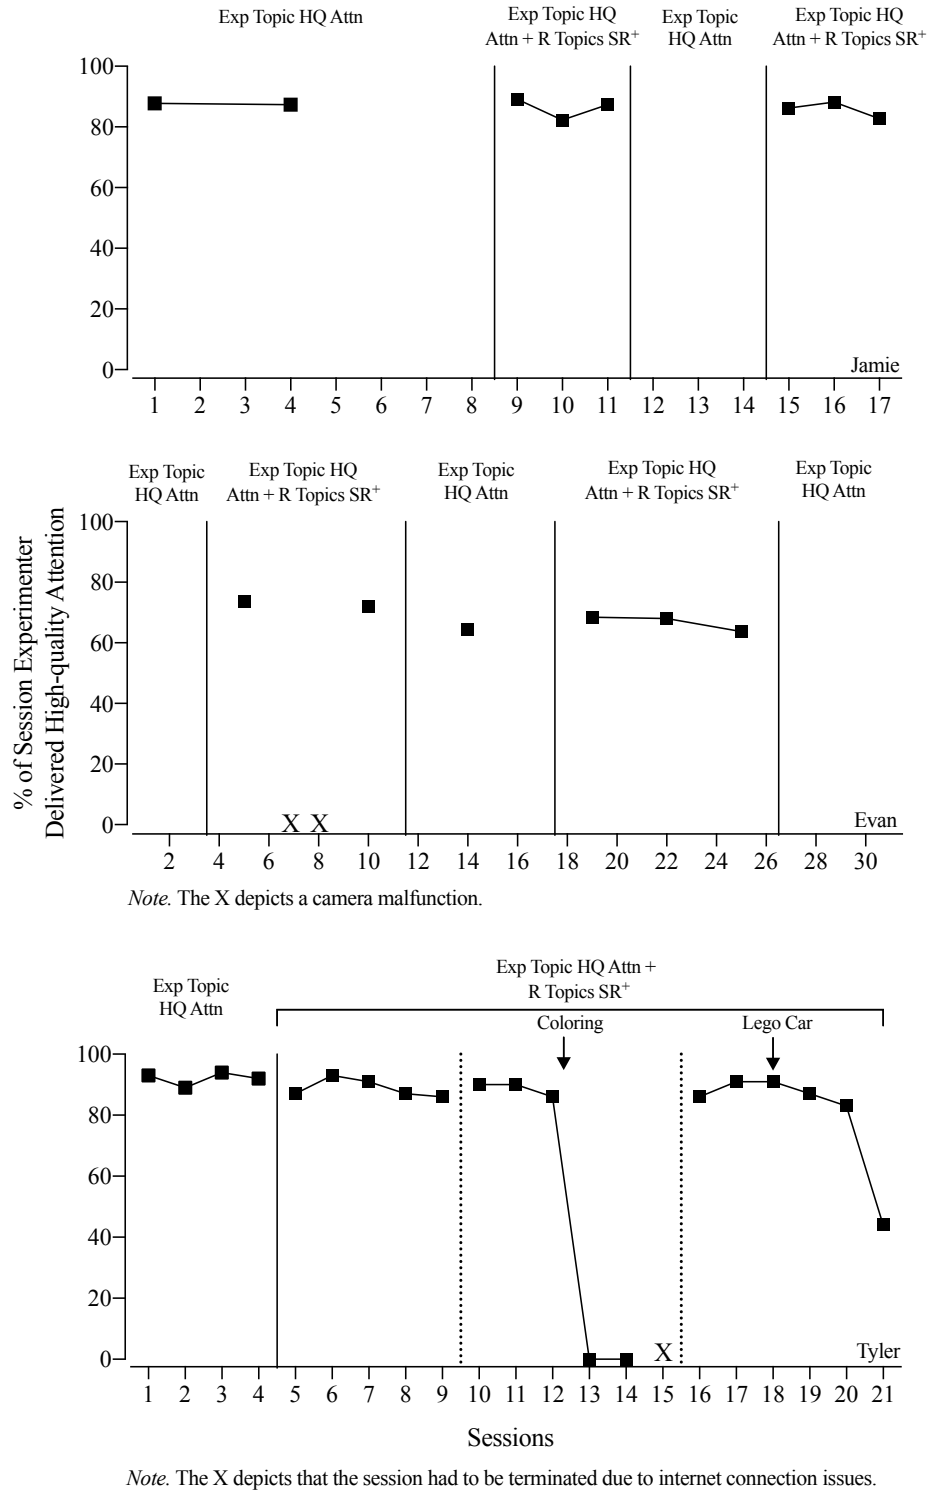 Exp Topic HQ Attn
Exp Topic HQ
Attn + R Topics SR+
Exp Topic
HQ Attn
Exp Topic HQ
Attn + R Topics SR+
100
80
60
40
20
0
Jamie
1 2 3 4 5 6 7 8 9 10 11 12 13 14 15 16 17
Exp Topic
HQ Attn
Exp Topic HQ
Attn + R Topics SR+
Exp Topic
HQ Attn
Exp Topic HQ
Attn + R Topics SR+
Exp Topic
HQ Attn
% of Session Experimenter
Delivered High-quality Attention
100
80
60
40
20
0
X X
Evan
2 4 6 8 10 12 14 16 18 20 22 24 26 28 30
Note. The X depicts a camera malfunction.
Exp Topic
HQ Attn
Exp Topic HQ Attn +
R Topics SR+
Coloring
Lego Car
100
80
60
40
20
0
X
Tyler
1 2 3 4 5 6 7 8 9 10 11 12 13 14 15 16 17 18 19 20 21
Sessions
Note. The X depicts that the session had to be terminated due to internet connection issues.